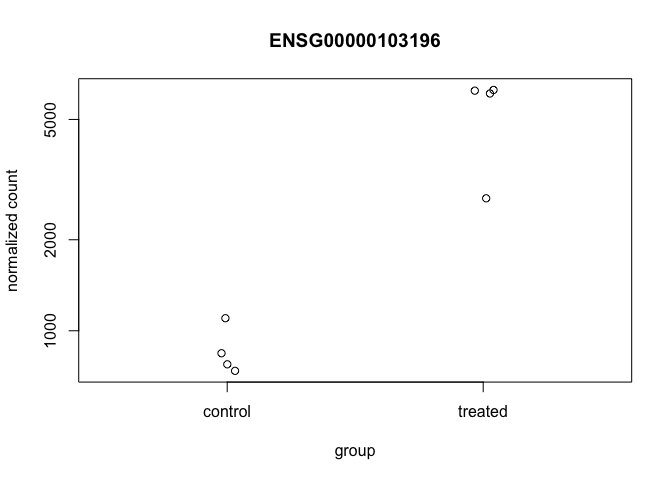 ENSG00000103196
normalized count
5000
2000
1000
control
treated
group